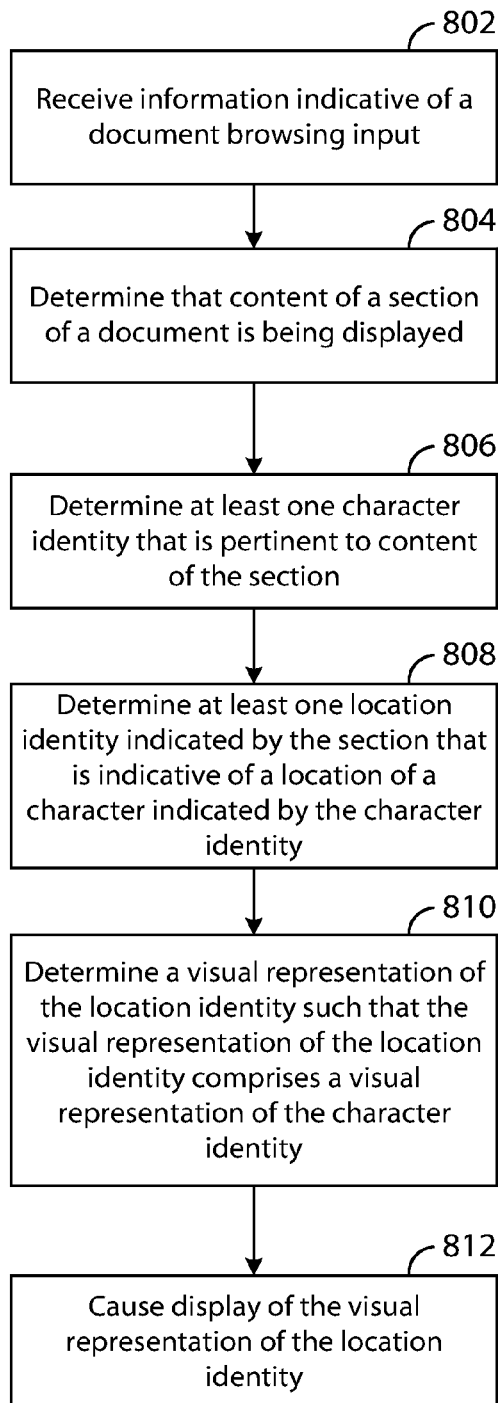 802
Receive information indicative of a
document browsing input
804
Determine that content of a section
of a document is being displayed
806
Determine at least one character
identity that is pertinent to content
of the section
808
Determine at least one location
identity indicated by the section that
is indicative of a location of a
character indicated by the character
identity
810
Determine a visual representation of
the location identity such that the
visual representation of the location
identity comprises a visual
representation of the character
identity
812
Cause display of the visual
representation of the location
identity